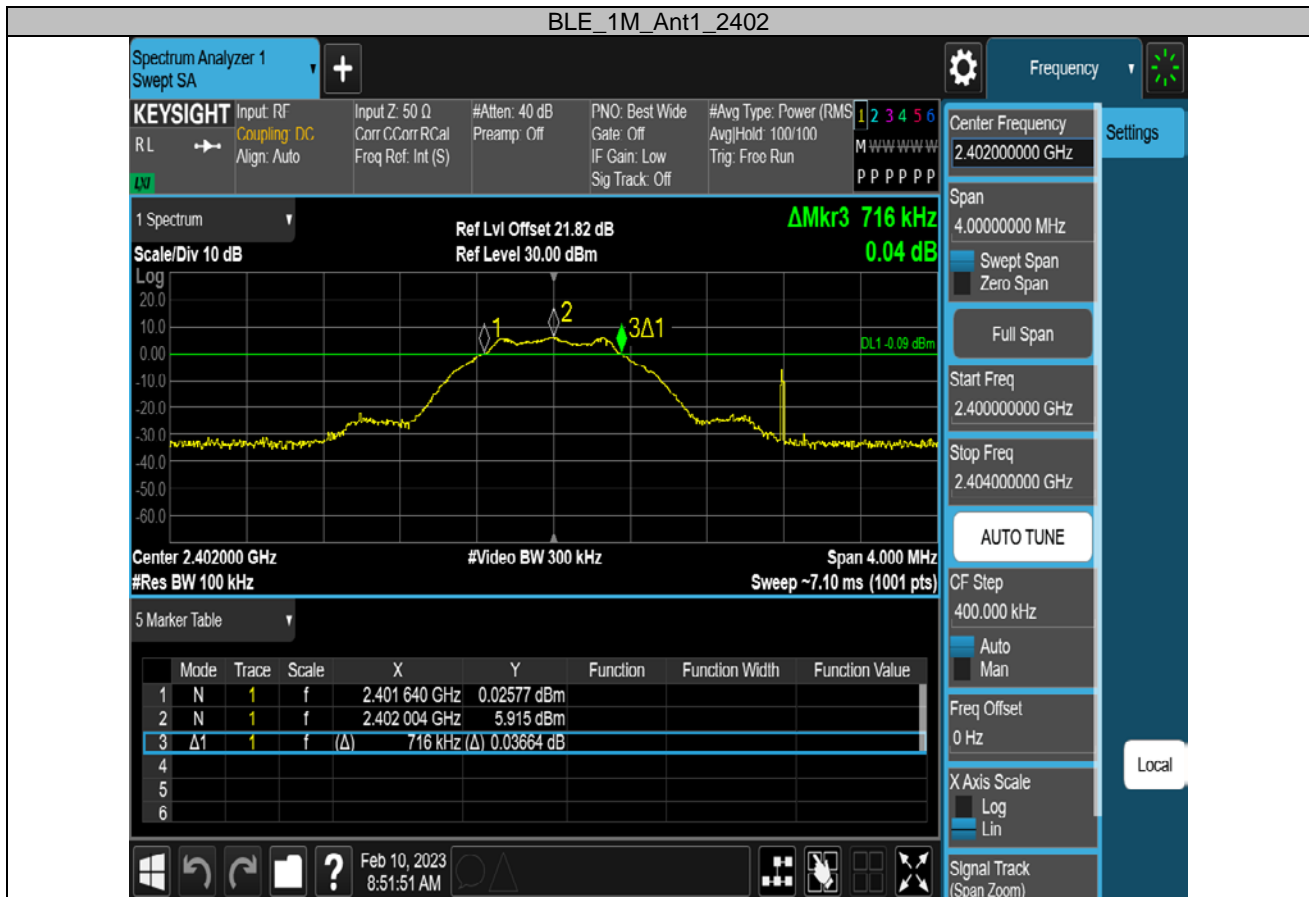 BLE_1M_Ant1_2402
Spectrum Analyzer 1
Swept SA
+
Frequency
KEYSIGHT
RL
LXI
Input: RF
Coupling: DC
Align: Auto
Input Z: 50 Ω
Corr CCorr RCal
Freq Ref: Int (S)
#Atten: 40 dB
Preamp: Off
PNO: Best Wide
Gate: Off
IF Gain: Low
Sig Track: Off
#Avg Type: Power (RMS
Avg|Hold: 100/100
Trig: Free Run
1 2 3 4 5 6
M W W W W W
P P P P P P
1 Spectrum
Scale/Div 10 dB
Ref Lvl Offset 21.82 dB
Ref Level 30.00 dBm
ΔMkr3 716 kHz
0.04 dB
Log
20.0
10.0
0.00
-10.0
-20.0
-30.0
-40.0
-50.0
-60.0
1
2
3Δ1
DL1 -0.09 dBm
Center 2.402000 GHz
#Video BW 300 kHz
Span 4.000 MHz
#Res BW 100 kHz
Sweep ~7.10 ms (1001 pts)
5 Marker Table
Mode Trace Scale X Y Function Function Width Function Value
1 N 1 f 2.401 640 GHz 0.02577 dBm
2 N 1 f 2.402 004 GHz 5.915 dBm
3 Δ1 1 f (Δ) 716 kHz (Δ) 0.03664 dB
4
5
6
?
Feb 10, 2023
8:51:51 AM
Center Frequency
2.402000000 GHz
Settings
Span
4.00000000 MHz
Swept Span
Zero Span
Full Span
Start Freq
2.400000000 GHz
Stop Freq
2.404000000 GHz
AUTO TUNE
CF Step
400.000 kHz
Auto
Man
Freq Offset
0 Hz
X Axis Scale
Log
Lin
Signal Track
(Span Zoom)
Local